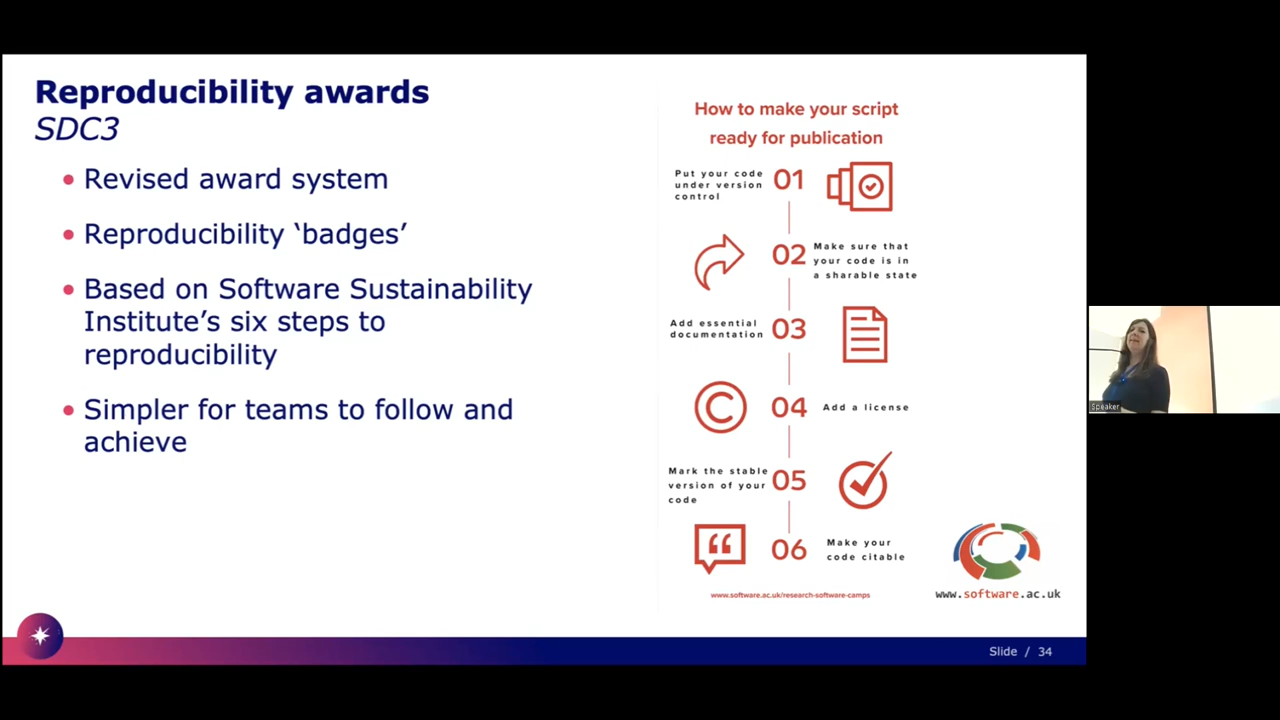 Reproducibility awards
SDC3
• Revised award system
• Reproducibility ‘badges’
• Based on Software Sustainability
Institute’s six steps to
reproducibility
• Simpler for teams to follow and
achieve
How to make your script
ready for publication
Put your code
under version
control
01
02
Make sure that
your code is in
a sharable state
Add essential
documentation
03
04
Add a license
Mark the stable
version of your
code
05
06
Make your
code citable
www.software.ac.uk/research-software-camps
www.software.ac.uk
Slide / 34
Speaker